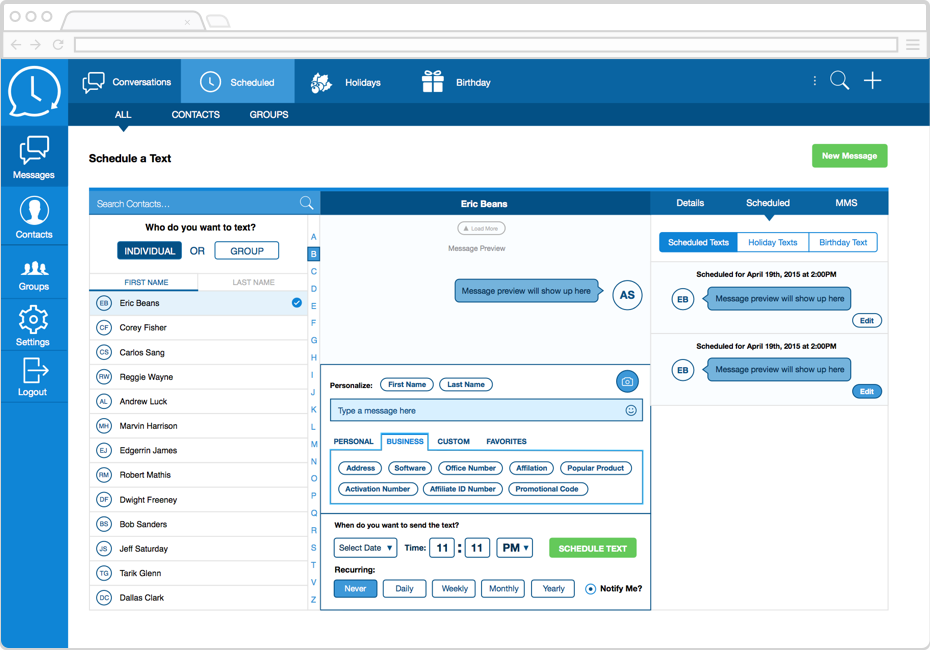 Conversations
Scheduled
Holidays
Birthday
ALL
CONTACTS
GROUPS
Messages
Contacts
Groups
Settings
Logout
Schedule a Text
New Message
Search Contacts...
Who do you want to text?
INDIVIDUAL OR GROUP
FIRST NAME LAST NAME
EB Eric Beans
CF Corey Fisher
CS Carlos Sang
RW Reggie Wayne
AL Andrew Luck
MH Marvin Harrison
EJ Edgerrin James
RM Robert Mathis
DF Dwight Freeney
BS Bob Sanders
JS Jeff Saturday
TG Tarik Glenn
DC Dallas Clark
A
B
C
D
E
F
G
H
I
J
K
L
M
N
O
P
Q
R
S
T
V
Z
Eric Beans
Load More
Message Preview
Message preview will show up here
AS
Personalize: First Name Last Name
Type a message here
PERSONAL BUSINESS CUSTOM FAVORITES
Address Software Office Number Affilation Popular Product
Activation Number Affiliate ID Number Promotional Code
When do you want to send the text?
Select Date Time: 11 : 11 PM SCHEDULE TEXT
Recurring:
Never Daily Weekly Monthly Yearly Notify Me?
Details Scheduled MMS
Scheduled Texts Holiday Texts Birthday Text
Scheduled for April 19th, 2015 at 2:00PM
EB Message preview will show up here
Edit
Scheduled for April 19th, 2015 at 2:00PM
EB Message preview will show up here
Edit